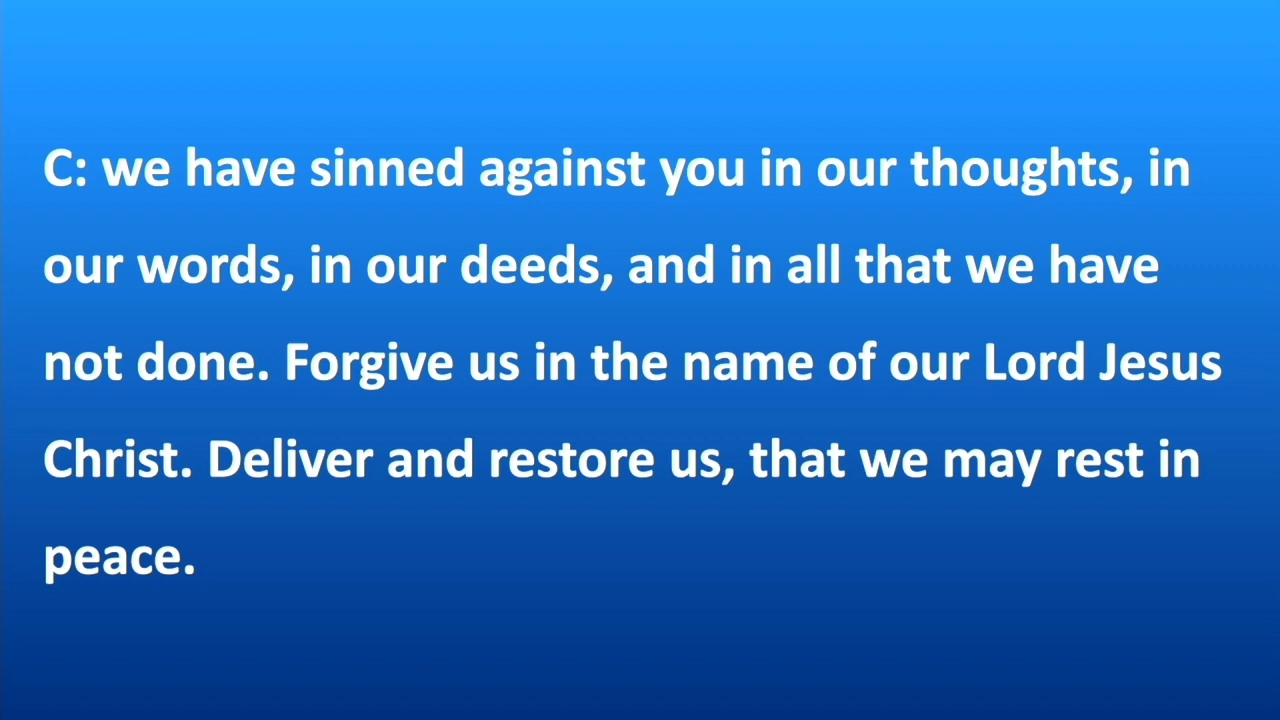 C: we have sinned against you in our thoughts, in
our words, in our deeds, and in all that we have
not done. Forgive us in the name of our Lord Jesus
Christ. Deliver and restore us, that we may rest in
peace.